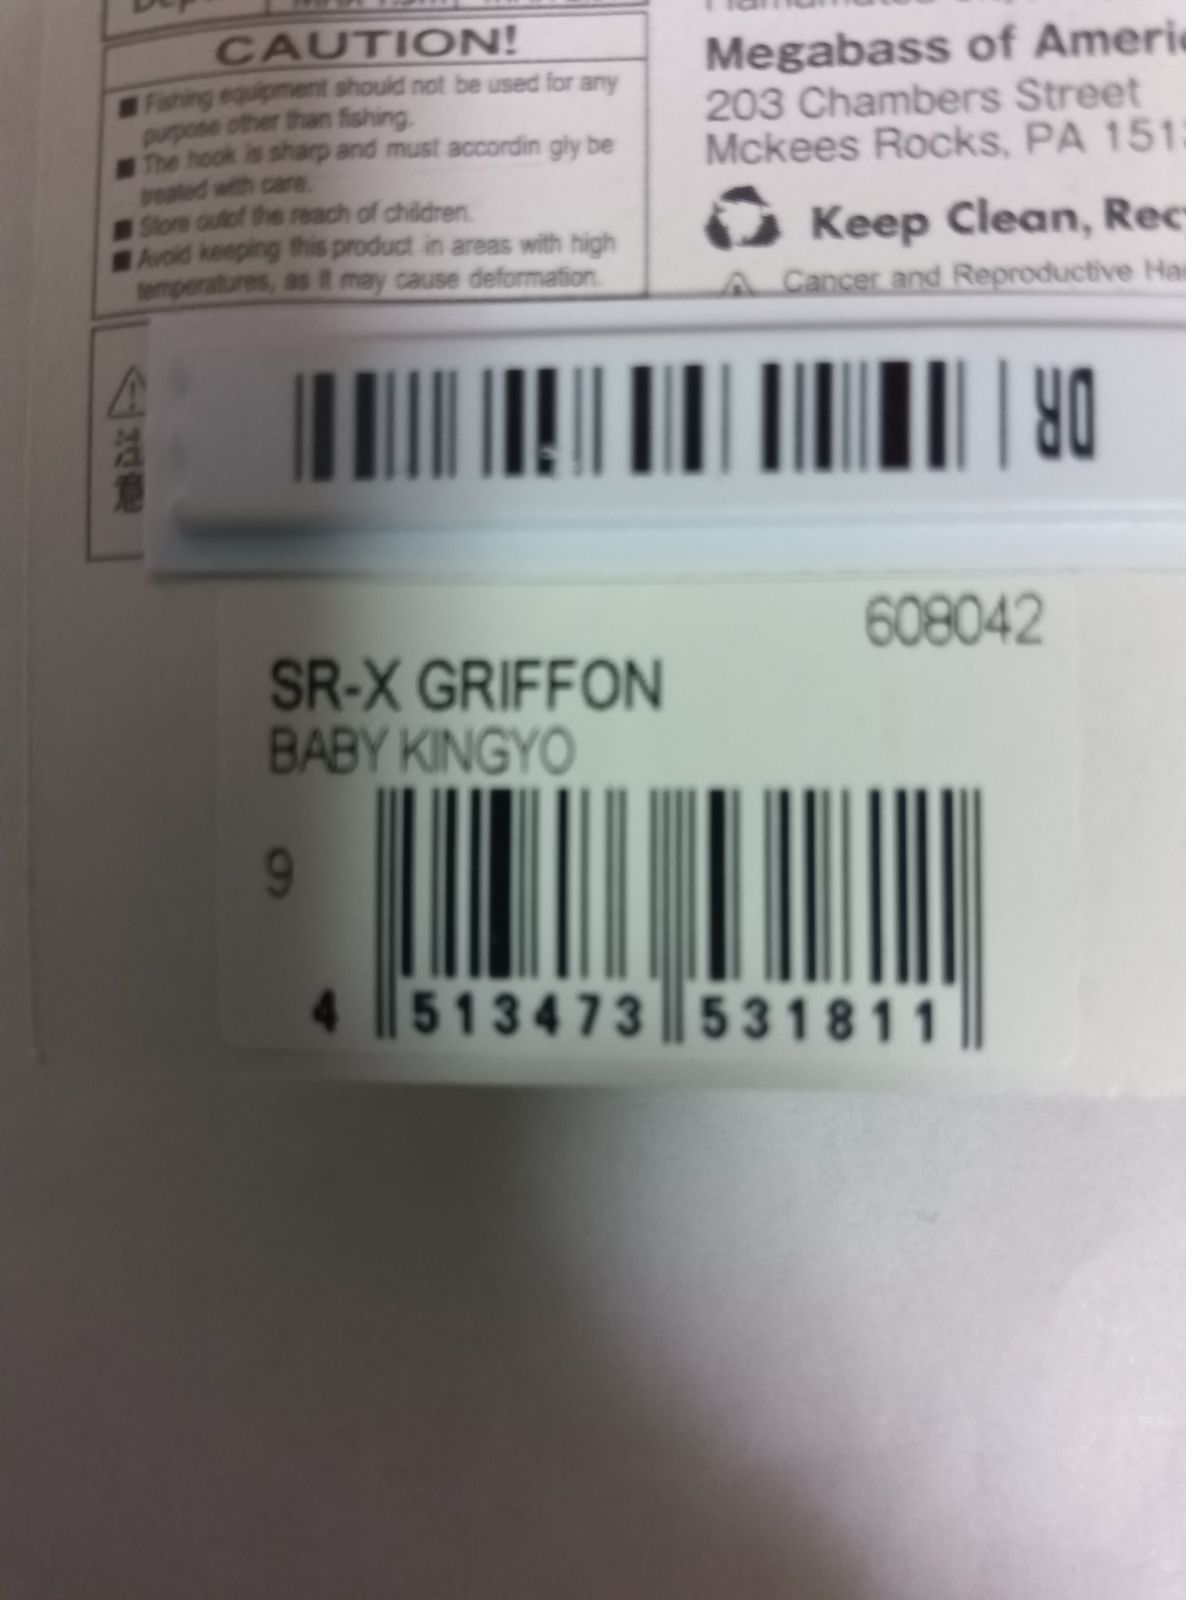 CAUTION!
■ Fishing equipment should not be used for any
purpose other than fishing.
■ The hook is sharp and must accordin gly be
treated with care.
■ Store outof the reach of children.
■ Avoid keeping this product in areas with high
temperatures, as it may cause deformation.
Megabass of Americ
203 Chambers Street
Mckees Rocks, PA 151
Keep Clean, Rec
Cancer and Reproductive Ha
注意
DR
608042
SR-X GRIFFON
BABY KINGYO
9
4 513473 531811